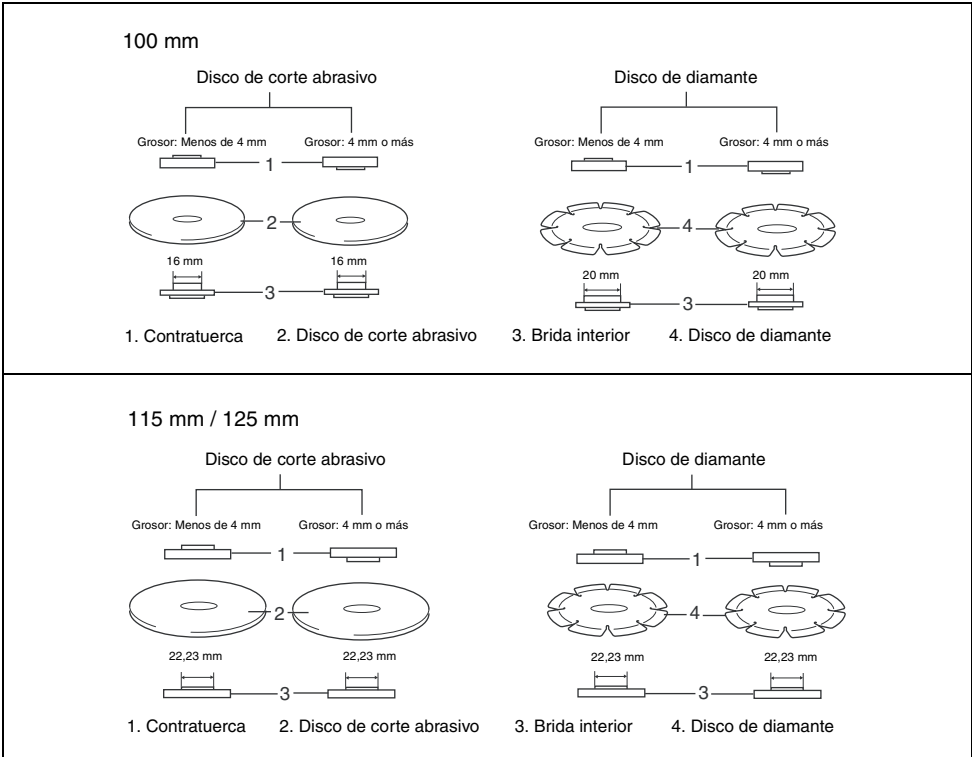 100 mm
Disco de corte abrasivo Disco de diamante
Grosor: Menos de 4 mm Grosor: 4 mm o más Grosor: Menos de 4 mm Grosor: 4 mm o más
1 1
2 4
16 mm 16 mm 20 mm 20 mm
3 3
1. Contratuerca 2. Disco de corte abrasivo 3. Brida interior 4. Disco de diamante
115 mm / 125 mm
Disco de corte abrasivo Disco de diamante
Grosor: Menos de 4 mm Grosor: 4 mm o más Grosor: Menos de 4 mm Grosor: 4 mm o más
1 1
2 4
22,23 mm 22,23 mm 22,23 mm 22,23 mm
3 3
1. Contratuerca 2. Disco de corte abrasivo 3. Brida interior 4. Disco de diamante